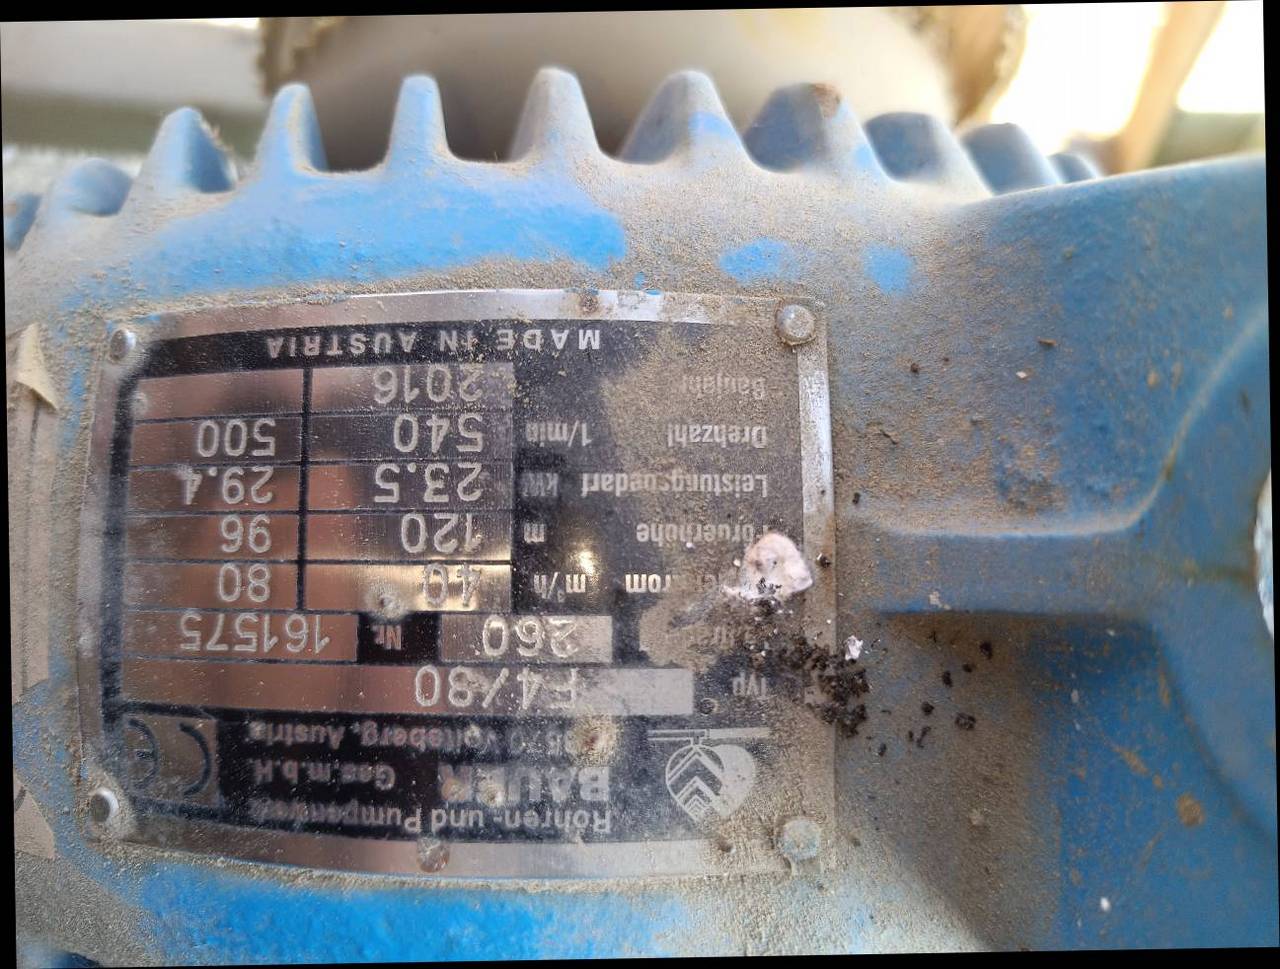 Röhren- und Pumpenwerk
BAUER Ges.m.b.H.
8570 Voitsberg, Austria
CE
Typ F4/80
260 Nr. 161575
m³/h 40 80
m 120 96
Leistungsbedarf kW 23.5 29.4
Drehzahl 1/min 540 500
Baujahr 2016
MADE IN AUSTRIA